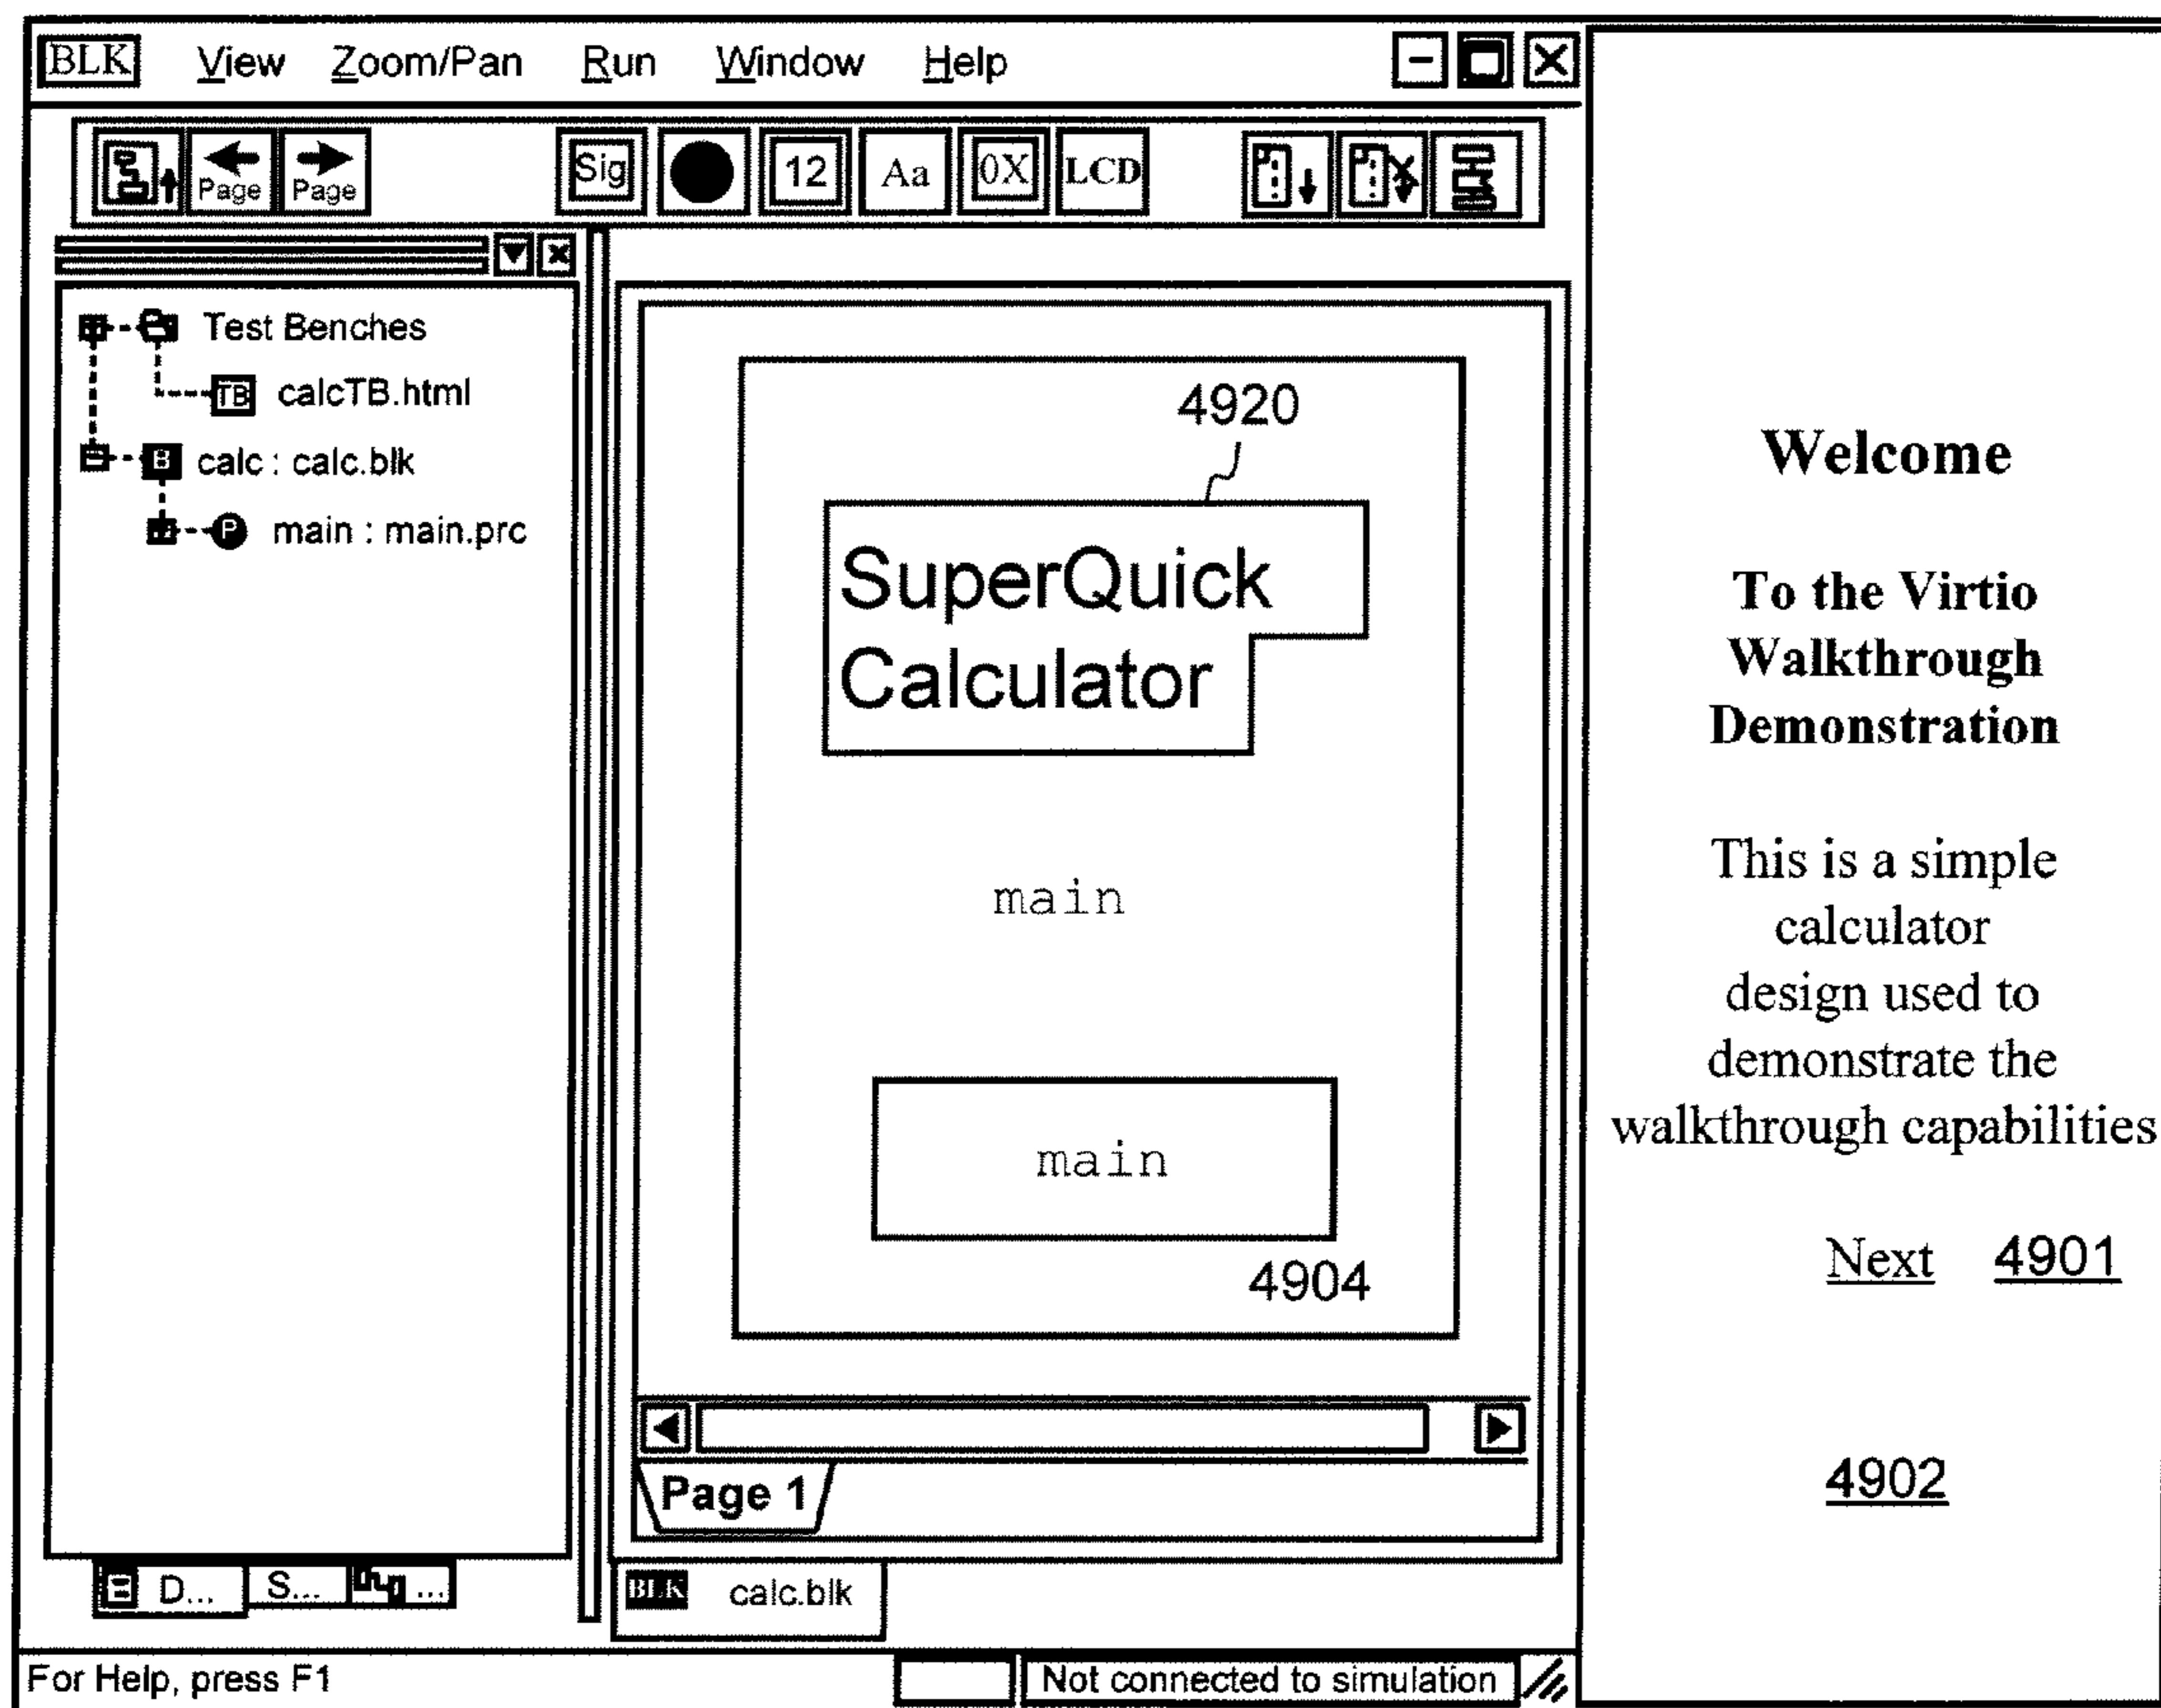 BLK View Zoom/Pan Run Window Help
Page Page Sig 12 Aa 0X LCD
Test Benches
TB calcTB.html
B calc : calc.blk
P main : main.prc
4920
SuperQuick
Calculator
main
main
4904
Page 1
D... S... ...
BLK calc.blk
For Help, press F1
Not connected to simulation
Welcome
To the Virtio
Walkthrough
Demonstration
This is a simple
calculator
design used to
demonstrate the
walkthrough capabilities
Next 4901
4902